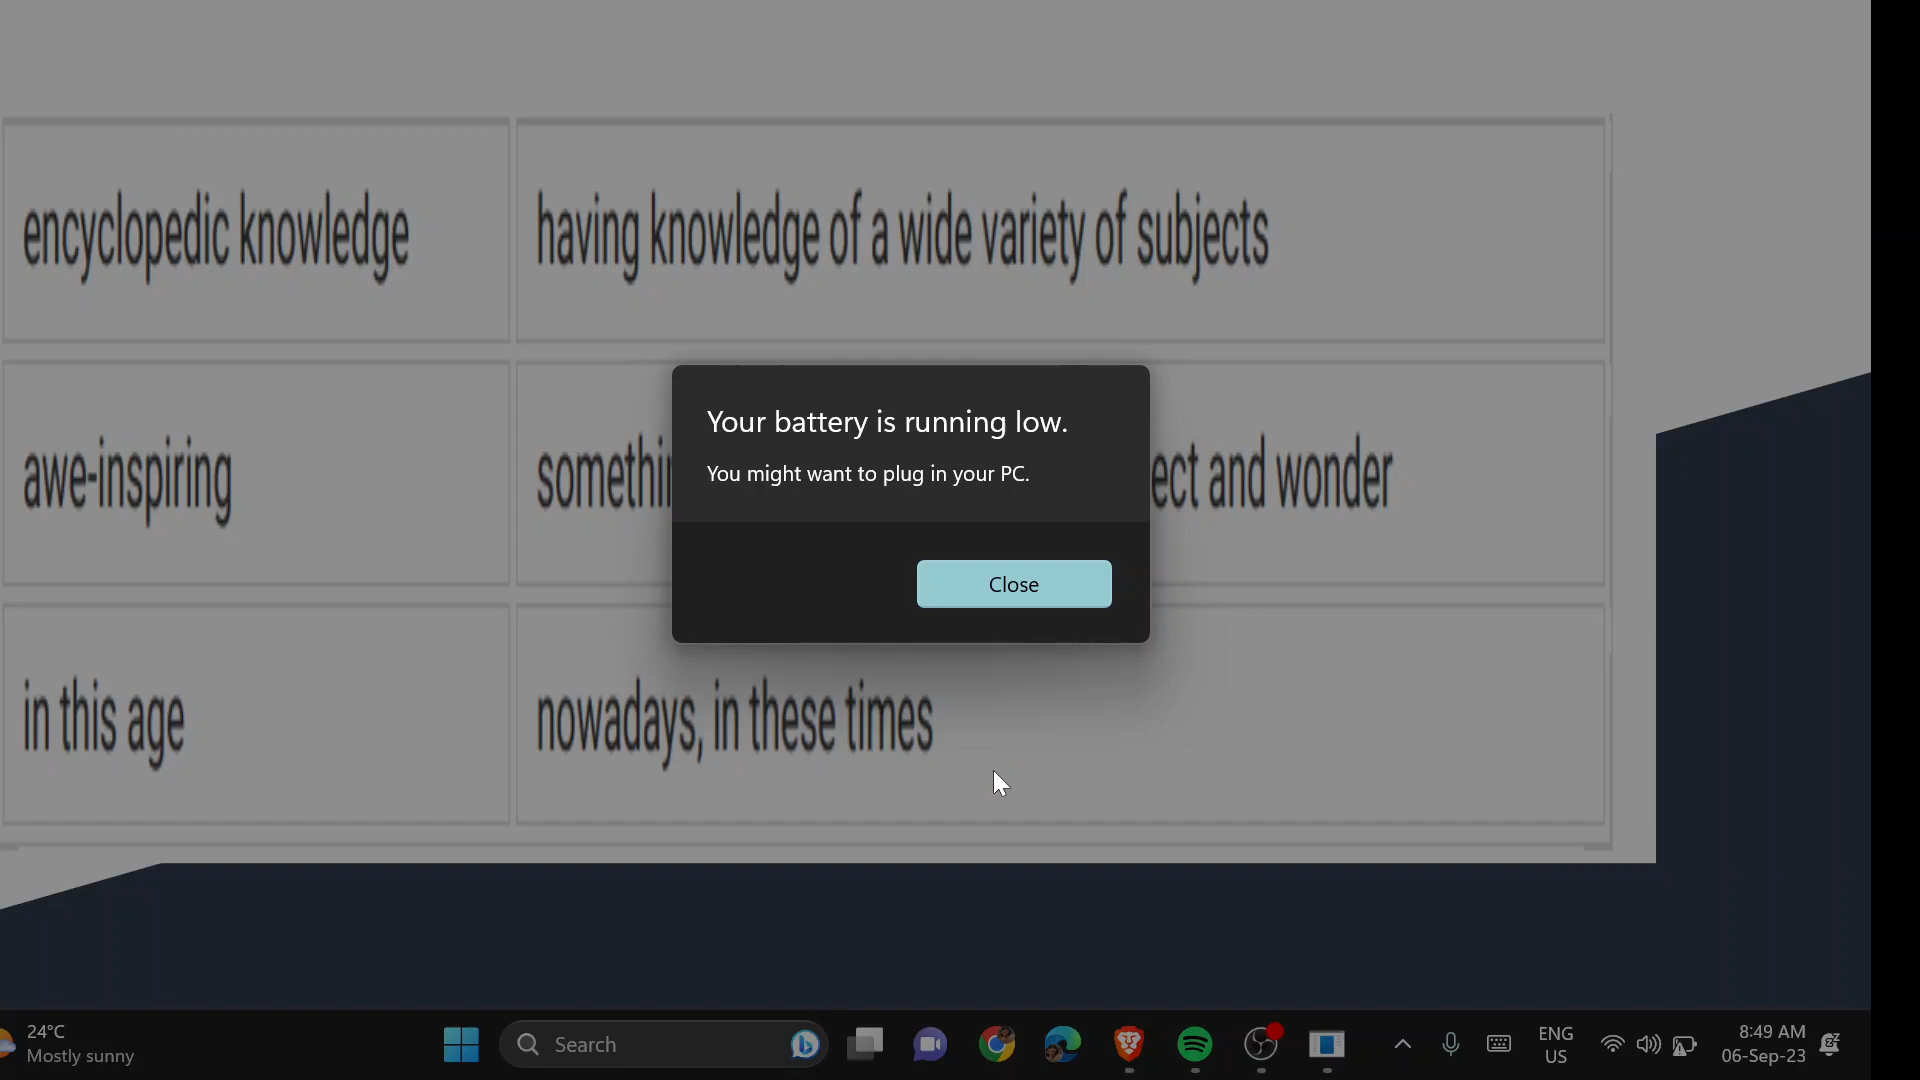 encyclopedic knowledge
having knowledge of a wide variety of subjects
awe-inspiring
ect and wonder
Your battery is running low.
You might want to plug in your PC.
Close
in this age
nowadays, in these times
24°C
Mostly sunny
Search
ENG
US
8:49 AM
06-Sep-23